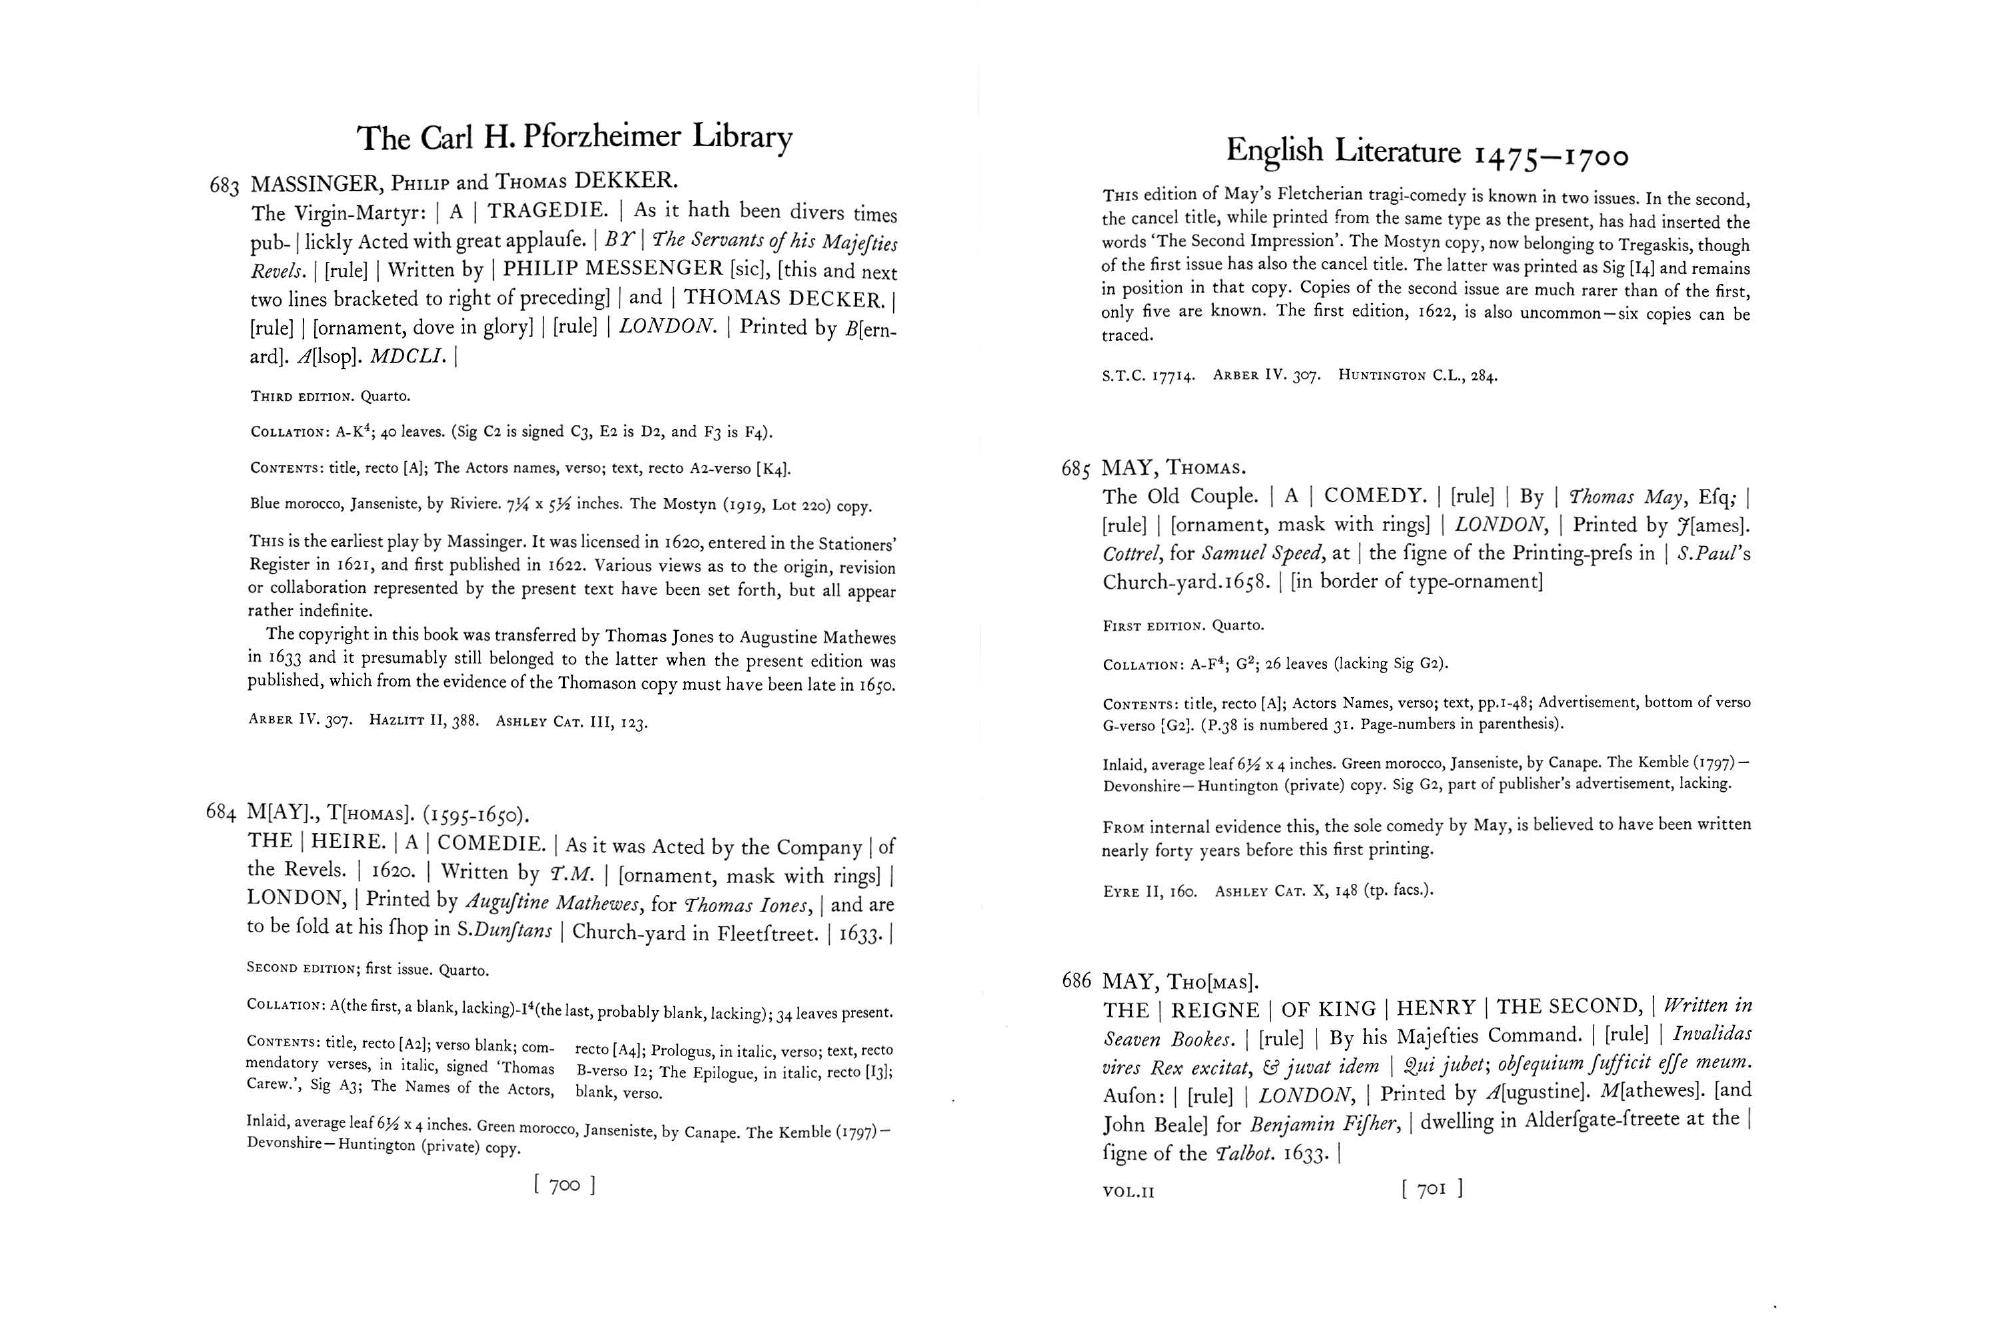 The Carl H. Pforzheimer Library
683 MASSINGER, PHILIP and THOMAS DEKKER.
The Virgin-Martyr: | A | TRAGEDIE. | As it hath been divers times
pub- | lickly Acted with great applauſe. | BY | The Servants of his Majeſties
Revels. | [rule] | Written by | PHILIP MESSENGER [sic], [this and next
two lines bracketed to right of preceding] | and | THOMAS DECKER. |
[rule] | [ornament, dove in glory] | [rule] | LONDON. | Printed by B[ern-
ard]. A[lsop]. MDCLI. |
THIRD EDITION. Quarto.
COLLATION: A-K⁴; 40 leaves. (Sig C2 is signed C3, E2 is D2, and F3 is F4).
CONTENTS: title, recto [A]; The Actors names, verso; text, recto A2-verso [K4].
Blue morocco, Janseniste, by Riviere. 7¼ x 5½ inches. The Mostyn (1919, Lot 220) copy.
THIS is the earliest play by Massinger. It was licensed in 1620, entered in the Stationers'
Register in 1621, and first published in 1622. Various views as to the origin, revision
or collaboration represented by the present text have been set forth, but all appear
rather indefinite.
The copyright in this book was transferred by Thomas Jones to Augustine Mathewes
in 1633 and it presumably still belonged to the latter when the present edition was
published, which from the evidence of the Thomason copy must have been late in 1650.
ARBER IV. 307. HAZLITT II, 388. ASHLEY CAT. III, 123.
684 M[AY]., T[HOMAS]. (1595-1650).
THE | HEIRE. | A | COMEDIE. | As it was Acted by the Company | of
the Revels. | 1620. | Written by T.M. | [ornament, mask with rings] |
LONDON, | Printed by Auguſtine Mathewes, for Thomas Iones, | and are
to be ſold at his ſhop in S.Dunſtans | Church-yard in Fleetſtreet. | 1633. |
SECOND EDITION; first issue. Quarto.
COLLATION: A(the first, a blank, lacking)-I⁴(the last, probably blank, lacking); 34 leaves present.
CONTENTS: title, recto [A2]; verso blank; com-
mendatory verses, in italic, signed 'Thomas
Carew.', Sig A3; The Names of the Actors,
recto [A4]; Prologus, in italic, verso; text, recto
B-verso I2; The Epilogue, in italic, recto [I3];
blank, verso.
Inlaid, average leaf 6½ x 4 inches. Green morocco, Janseniste, by Canape. The Kemble (1797)—
Devonshire—Huntington (private) copy.
[ 700 ]
English Literature 1475—1700
THIS edition of May's Fletcherian tragi-comedy is known in two issues. In the second,
the cancel title, while printed from the same type as the present, has had inserted the
words 'The Second Impression'. The Mostyn copy, now belonging to Tregaskis, though
of the first issue has also the cancel title. The latter was printed as Sig [I4] and remains
in position in that copy. Copies of the second issue are much rarer than of the first,
only five are known. The first edition, 1622, is also uncommon—six copies can be
traced.
S.T.C. 17714. ARBER IV. 307. HUNTINGTON C.L., 284.
685 MAY, THOMAS.
The Old Couple. | A | COMEDY. | [rule] | By | Thomas May, Eſq; |
[rule] | [ornament, mask with rings] | LONDON, | Printed by J[ames].
Cottrel, for Samuel Speed, at | the ſigne of the Printing-preſs in | S.Paul's
Church-yard.1658. | [in border of type-ornament]
FIRST EDITION. Quarto.
COLLATION: A-F⁴; G²; 26 leaves (lacking Sig G2).
CONTENTS: title, recto [A]; Actors Names, verso; text, pp.1-48; Advertisement, bottom of verso
G-verso [G2]. (P.38 is numbered 31. Page-numbers in parenthesis).
Inlaid, average leaf 6½ x 4 inches. Green morocco, Janseniste, by Canape. The Kemble (1797)—
Devonshire—Huntington (private) copy. Sig G2, part of publisher's advertisement, lacking.
FROM internal evidence this, the sole comedy by May, is believed to have been written
nearly forty years before this first printing.
EYRE II, 160. ASHLEY CAT. X, 148 (tp. facs.).
686 MAY, THO[MAS].
THE | REIGNE | OF KING | HENRY | THE SECOND, | Written in
Seaven Bookes. | [rule] | By his Majeſties Command. | [rule] | Invalidas
vires Rex excitat, & juvat idem | Qui jubet; obſequium ſufficit eſſe meum.
Auſon: | [rule] | LONDON, | Printed by A[ugustine]. M[athewes]. [and
John Beale] for Benjamin Fiſher, | dwelling in Alderſgate-ſtreete at the |
ſigne of the Talbot. 1633. |
VOL.II
[ 701 ]